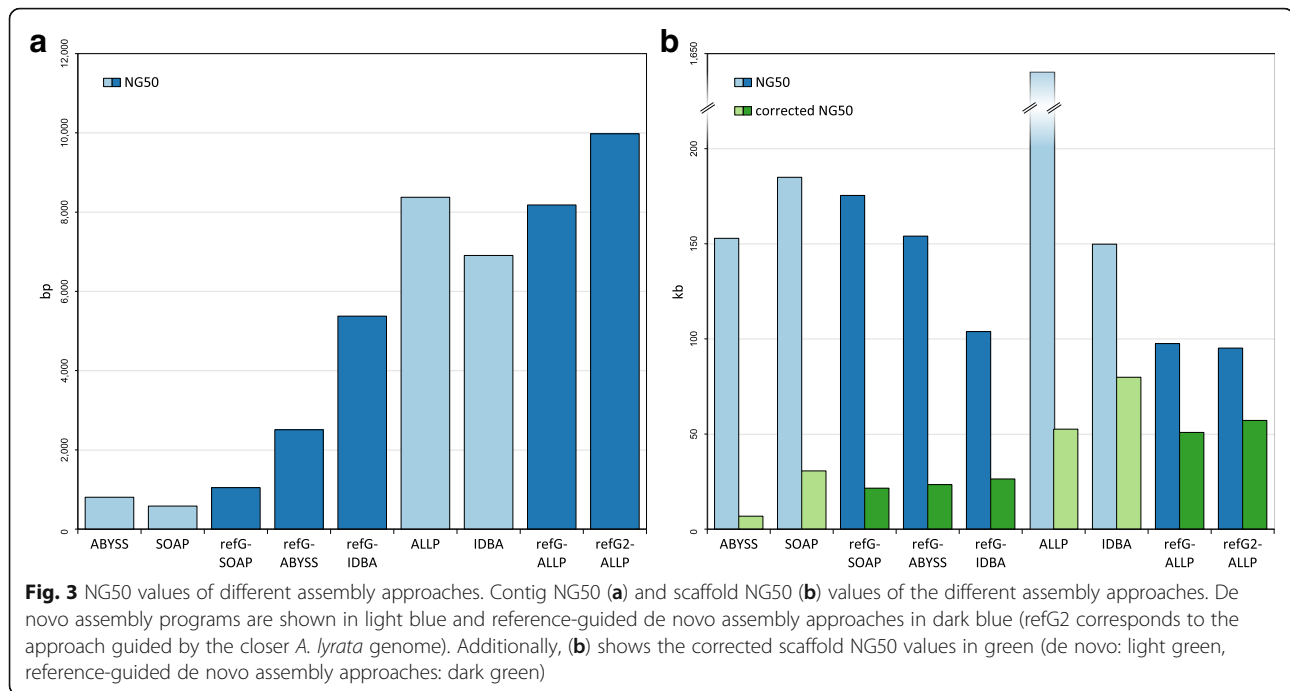 a
12,000
10,000
8,000
6,000
4,000
2,000
0
bp
NG50
ABYSS
SOAP
refG-
SOAP
refG-
ABYSS
refG-
IDBA
ALLP
IDBA
refG-
ALLP
refG2-
ALLP
b
1.650
200
150
100
50
0
kb
NG50
corrected NG50
ABYSS
SOAP
refG-
SOAP
refG-
ABYSS
refG-
IDBA
ALLP
IDBA
refG-
ALLP
refG2-
ALLP
Fig. 3 NG50 values of different assembly approaches. Contig NG50 (a) and scaffold NG50 (b) values of the different assembly approaches. De
novo assembly programs are shown in light blue and reference-guided de novo assembly approaches in dark blue (refG2 corresponds to the
approach guided by the closer A. lyrata genome). Additionally, (b) shows the corrected scaffold NG50 values in green (de novo: light green,
reference-guided de novo assembly approaches: dark green)